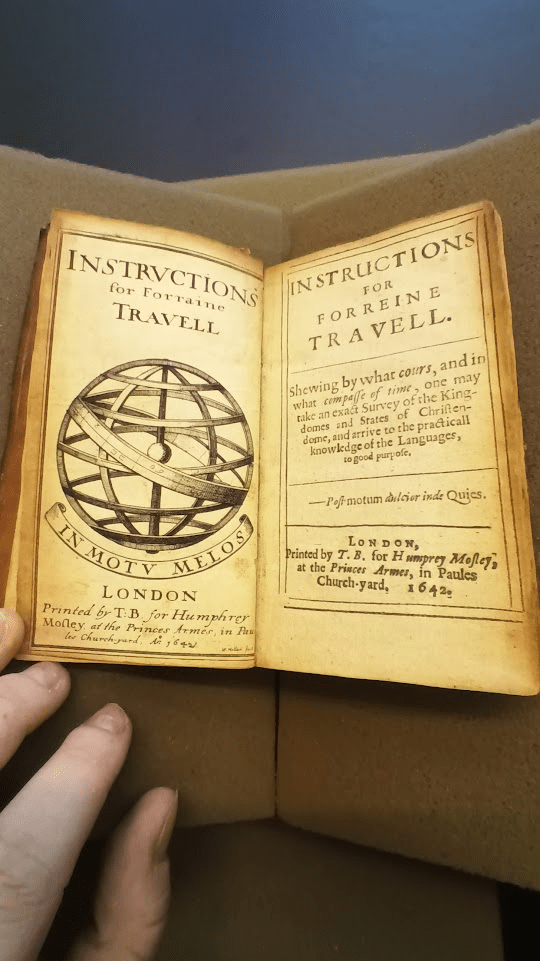 INSTRVCTIONS
for Forraine
TRAVELL
IN MOTV MELOS
LONDON
Printed by T.B. for Humphrey
Mosley at the Princes Armes, in Pau
les Church-yard. Aᵒ. 1642
INSTRUCTIONS
FOR
FORREINE
TRAVELL.
Shewing by what cours, and in
what compasse of time, one may
take an exact Survey of the King-
domes and States of Christen-
dome, and arrive to the practicall
knowledge of the Languages,
to good purpose.
—Post motum dulcior inde Quies.
LONDON,
Printed by T. B. for Humprey Mosley,
at the Princes Armes, in Paules
Church-yard. 1642.